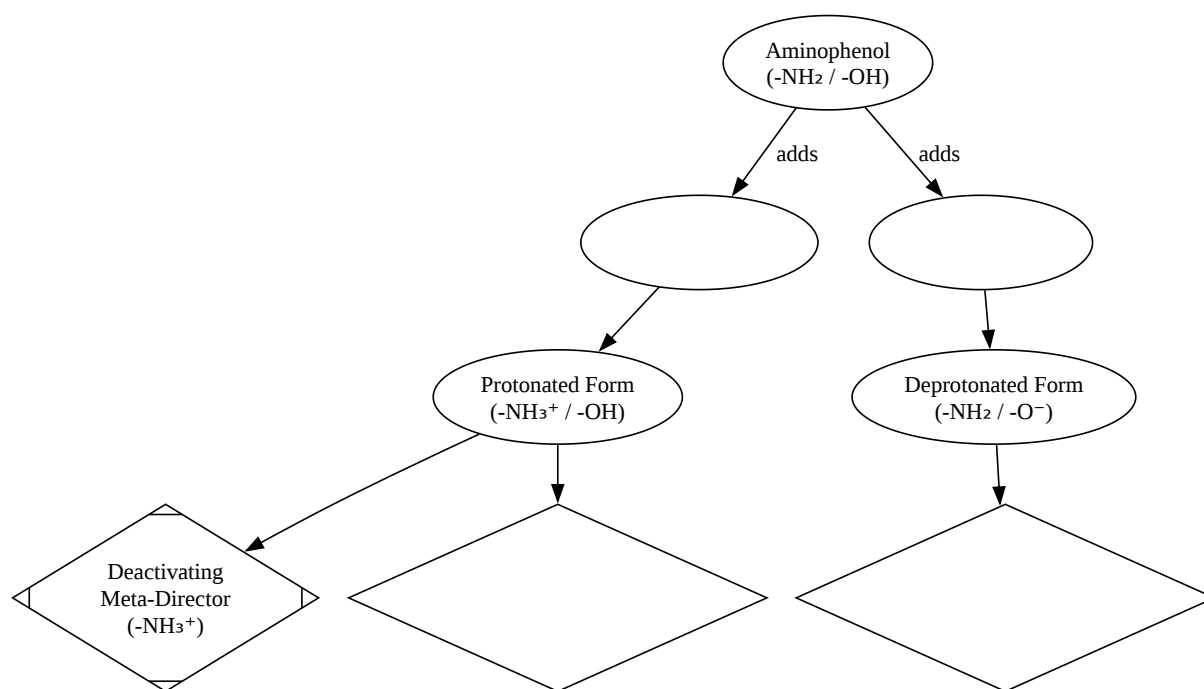 Aminophenol
(-NH₂ / -OH)
adds
adds
Protonated Form
(-NH₃⁺ / -OH)
Deprotonated Form
(-NH₂ / -O⁻)
Deactivating
Meta-Director
(-NH₃⁺)